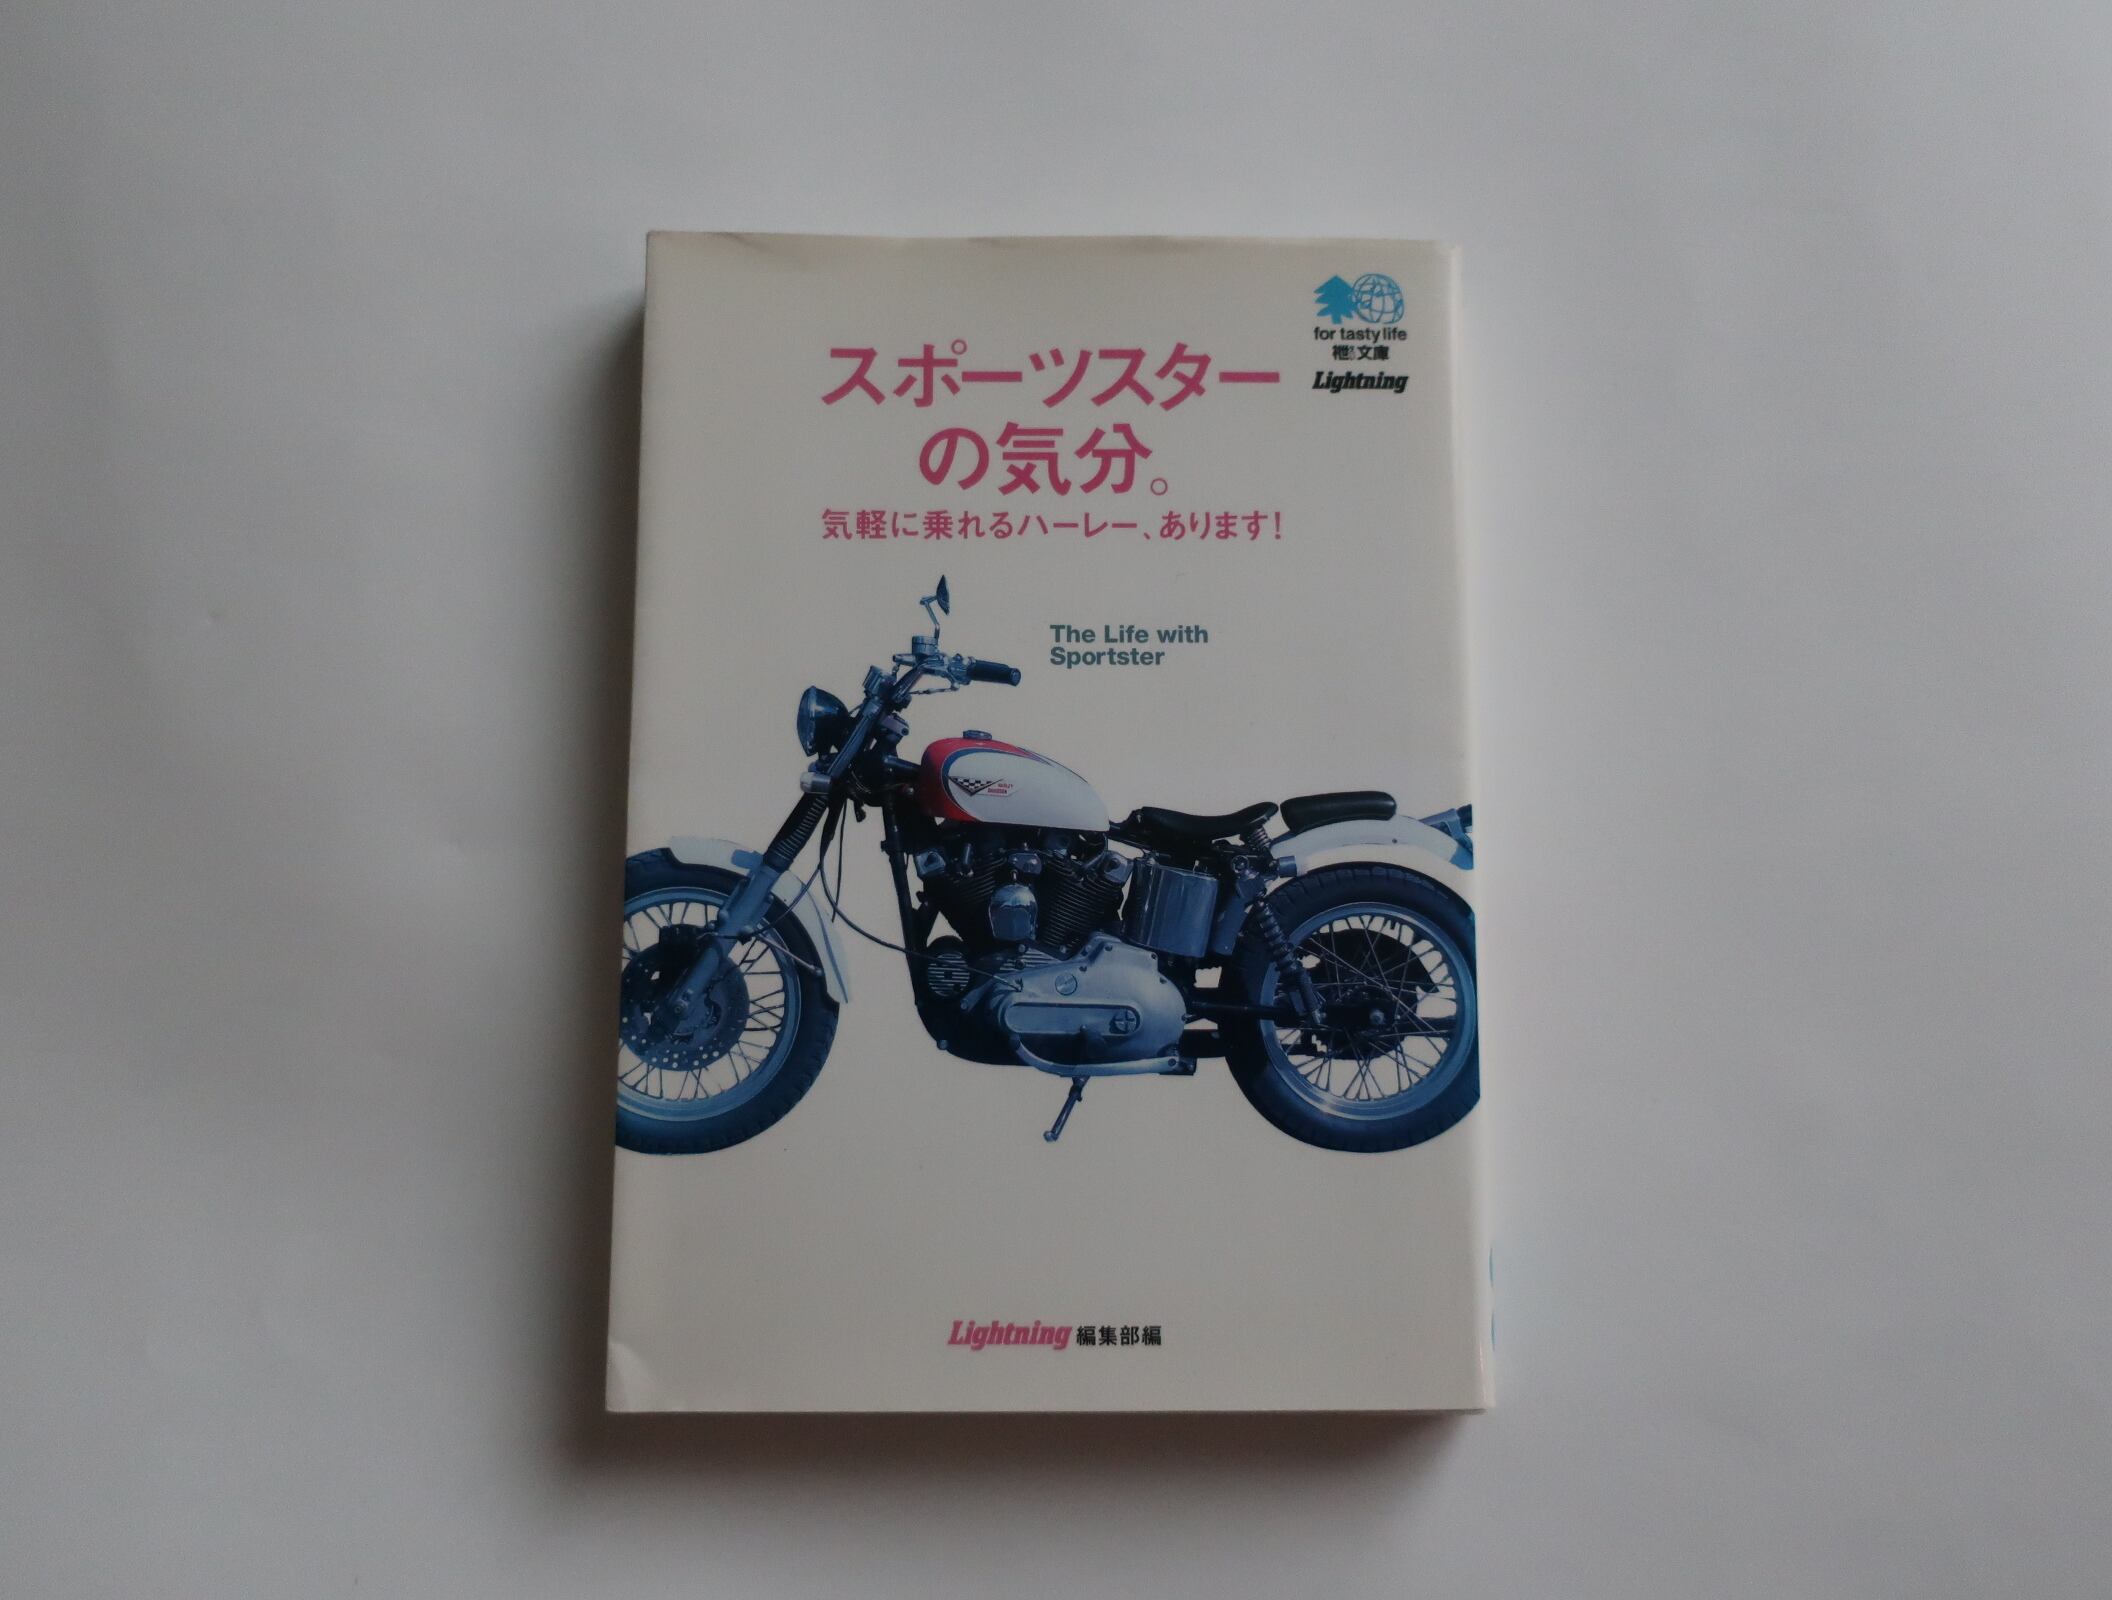 スポーツスター
の気分。
気軽に乗れるハーレー、あります!
for tasty life
枻文庫
Lightning
The Life with
Sportster
HARLEY
DAVIDSON
Lightning 編集部編